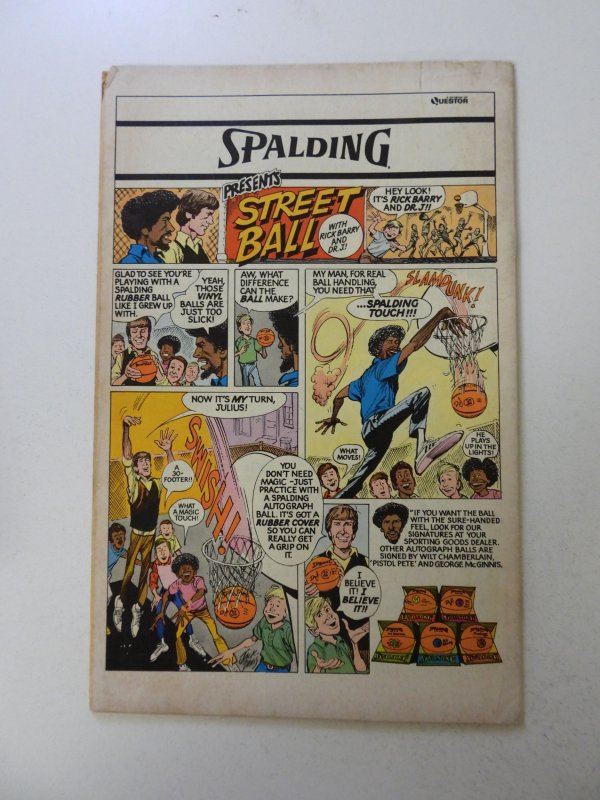 A DIVISION OF
QUESTOR
SPALDING
PRESENTS
STREET
BALL
WITH
RICK BARRY
AND
DR. J!!
HEY LOOK!
IT'S RICK BARRY
AND DR. J!!
GLAD TO SEE YOU'RE
PLAYING WITH A
SPALDING
RUBBER BALL
LIKE I GREW UP
WITH.
YEAH,
THOSE
VINYL
BALLS ARE
JUST TOO
SLICK!
AW, WHAT
DIFFERENCE
CAN THE
BALL MAKE?
MY MAN, FOR REAL
BALL HANDLING,
YOU NEED THAT
...SPALDING
TOUCH!!!
SLAMDUNK!
WHAT
MOVES!
HE
PLAYS
UP IN THE
LIGHTS!
NOW IT'S MY TURN,
JULIUS!
A
30-
FOOTER!!
WHAT
A MAGIC
TOUCH!
SWISH!
YOU
DON'T NEED
MAGIC -JUST
PRACTICE WITH
A SPALDING
AUTOGRAPH
BALL. IT'S GOT A
RUBBER COVER
SO YOU CAN
REALLY GET
A GRIP ON
IT.
I
BELIEVE
IT! I
BELIEVE
IT!!
"IF YOU WANT THE BALL
WITH THE SURE-HANDED
FEEL, LOOK FOR OUR
SIGNATURES AT YOUR
SPORTING GOODS DEALER.
OTHER AUTOGRAPH BALLS ARE
SIGNED BY WILT CHAMBERLAIN,
'PISTOL PETE' AND GEORGE McGINNIS.